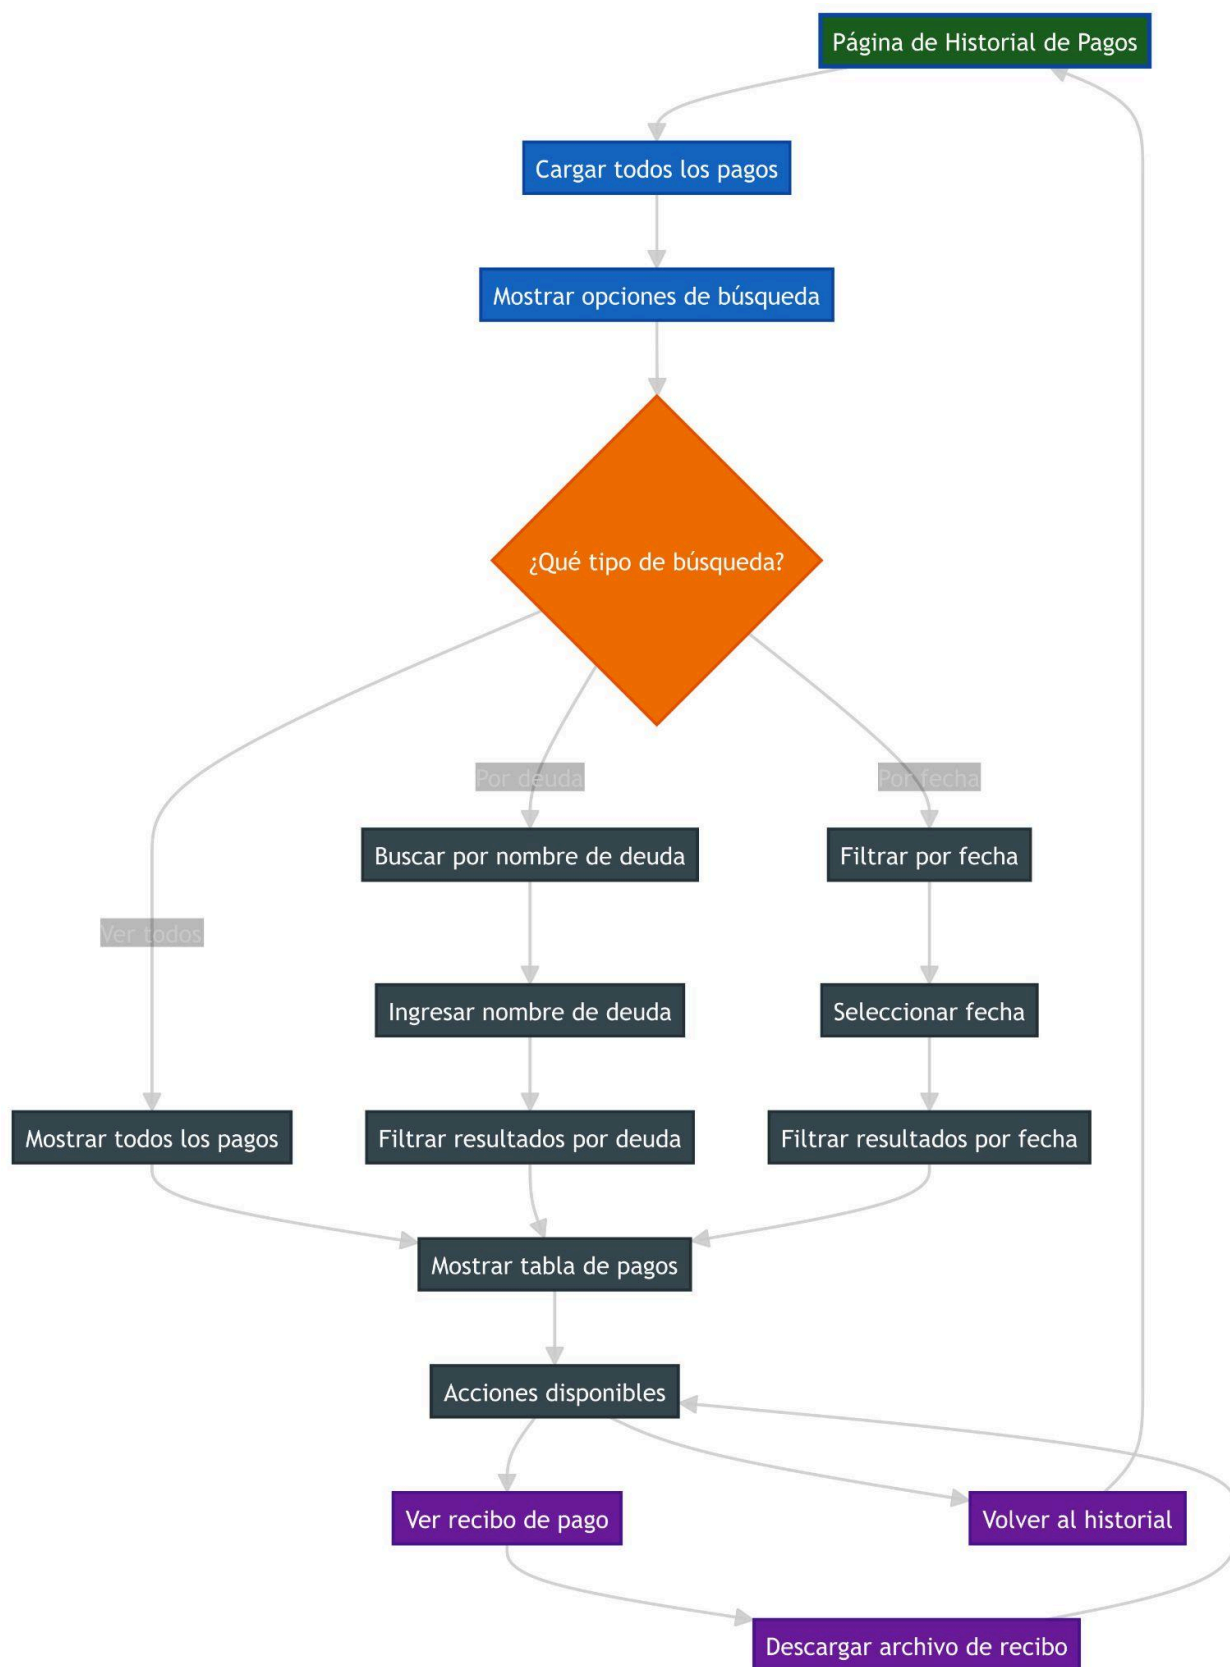 Página de Historial de Pagos
Cargar todos los pagos
Mostrar opciones de búsqueda
¿Qué tipo de búsqueda?
Por deuda
Por fecha
Buscar por nombre de deuda
Filtrar por fecha
Ver todos
Ingresar nombre de deuda
Seleccionar fecha
Mostrar todos los pagos
Filtrar resultados por deuda
Filtrar resultados por fecha
Mostrar tabla de pagos
Acciones disponibles
Ver recibo de pago
Volver al historial
Descargar archivo de recibo